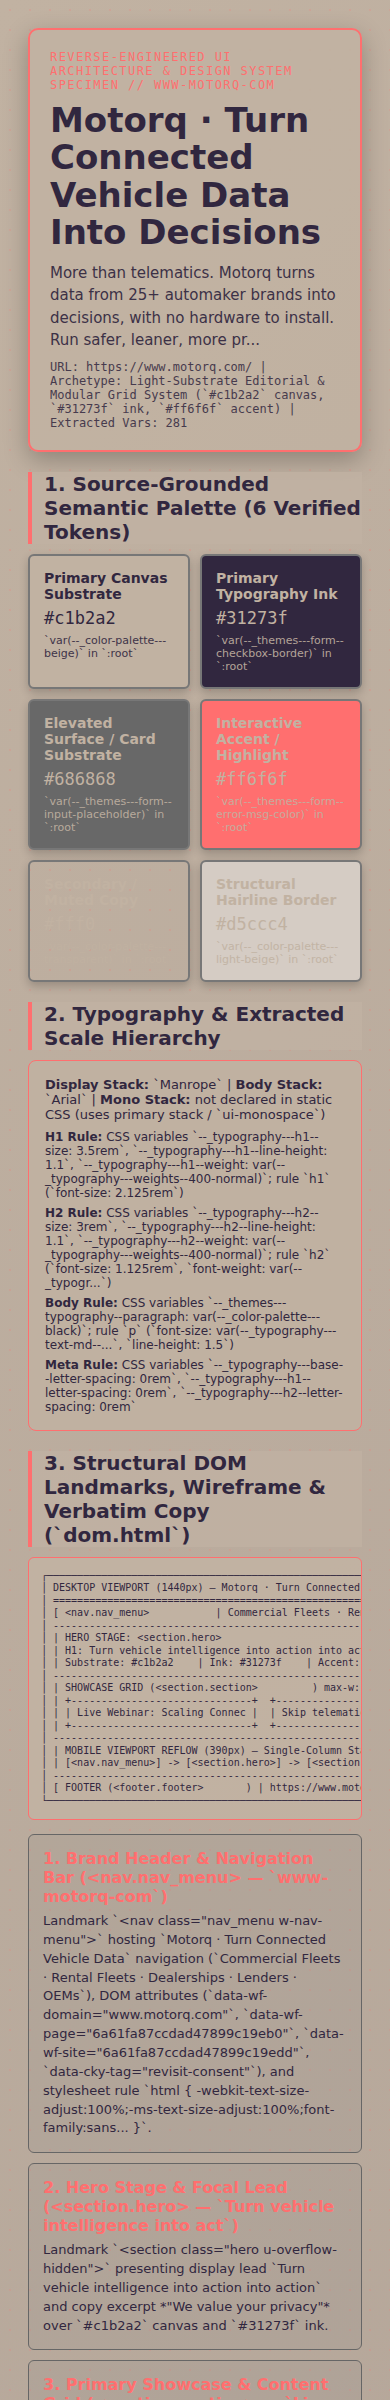 REVERSE-ENGINEERED UI
ARCHITECTURE & DESIGN SYSTEM
SPECIMEN // WWW-MOTORQ-COM
Motorq · Turn
Connected
Vehicle Data
Into Decisions
More than telematics. Motorq turns
data from 25+ automaker brands into
decisions, with no hardware to install.
Run safer, leaner, more pr...
URL: https://www.motorq.com/ |
Archetype: Light-Substrate Editorial &
Modular Grid System (`#c1b2a2` canvas,
`#31273f` ink, `#ff6f6f` accent) |
Extracted Vars: 281
1. Source-Grounded
Semantic Palette (6 Verified
Tokens)
Primary Canvas
Substrate
#c1b2a2
`var(--_color-palette---
beige)` in `:root`
Primary
Typography Ink
#31273f
`var(--_themes---form--
checkbox-border)` in
`:root`
Elevated
Surface / Card
Substrate
#686868
`var(--_themes---form--
input-placeholder)` in
`:root`
Interactive
Accent /
Highlight
#ff6f6f
`var(--_themes---form--
error-msg-color)` in
`:root`
Secondary /
Muted Copy
Structural
Hairline Border
#d5ccc4
`var(--_color-palette---
light-beige)` in `:root`
2. Typography & Extracted
Scale Hierarchy
Display Stack: `Manrope` | Body Stack:
`Arial` | Mono Stack: not declared in static
CSS (uses primary stack / `ui-monospace`)
H1 Rule: CSS variables `--_typography---h1--
size: 3.5rem`, `--_typography---h1--line-height:
1.1`, `--_typography---h1--weight: var(--
_typography---weights--400-normal)`; rule `h1`
(`font-size: 2.125rem`)
H2 Rule: CSS variables `--_typography---h2--
size: 3rem`, `--_typography---h2--line-height:
1.1`, `--_typography---h2--weight: var(--
_typography---weights--400-normal)`; rule `h2`
(`font-size: 1.125rem`, `font-weight: var(--
_typogr...`)
Body Rule: CSS variables `--_themes---
typography--paragraph: var(--_color-palette---
black)`; rule `p` (`font-size: var(--_typography---
text-md--...`, `line-height: 1.5`)
Meta Rule: CSS variables `--_typography---base-
-letter-spacing: 0rem`, `--_typography---h1--
letter-spacing: 0rem`, `--_typography---h2--letter-
spacing: 0rem`
3. Structural DOM
Landmarks, Wireframe &
Verbatim Copy
(`dom.html`)
DESKTOP VIEWPORT (1440px) — Motorq · Turn Connected
[ <nav.nav_menu> | Commercial Fleets · Re
| HERO STAGE: <section.hero>
| H1: Turn vehicle intelligence into action into ac
| Substrate: #c1b2a2 | Ink: #31273f | Accent:
| SHOWCASE GRID (<section.section> ) max-w:
| +------------------------------+ +--------------
| | Live Webinar: Scaling Connec | | Skip telemati
| +------------------------------+ +--------------
| MOBILE VIEWPORT REFLOW (390px) — Single-Column St
| [<nav.nav_menu>] -> [<section.hero>] -> [<section
[ FOOTER (<footer.footer> ) | https://www.mot
1. Brand Header & Navigation
Bar (<nav.nav_menu> — `www-
motorq-com`)
Landmark `<nav class="nav_menu w-nav-
menu">` hosting `Motorq · Turn Connected
Vehicle Data` navigation (`Commercial Fleets
· Rental Fleets · Dealerships · Lenders ·
OEMs`), DOM attributes (`data-wf-
domain="www.motorq.com"`, `data-wf-
page="6a61fa87ccdad47899c19eb0"`, `data-
wf-site="6a61fa87ccdad47899c19edd"`,
`data-cky-tag="revisit-consent"`), and
stylesheet rule `html { -webkit-text-size-
adjust:100%;-ms-text-size-adjust:100%;font-
family:sans... }`.
2. Hero Stage & Focal Lead
(<section.hero> — `Turn vehicle
intelligence into act`)
Landmark `<section class="hero u-overflow-
hidden">` presenting display lead `Turn
vehicle intelligence into action into action`
and copy excerpt *"We value your privacy"*
over `#c1b2a2` canvas and `#31273f` ink.
3. Primary Showcase & Content